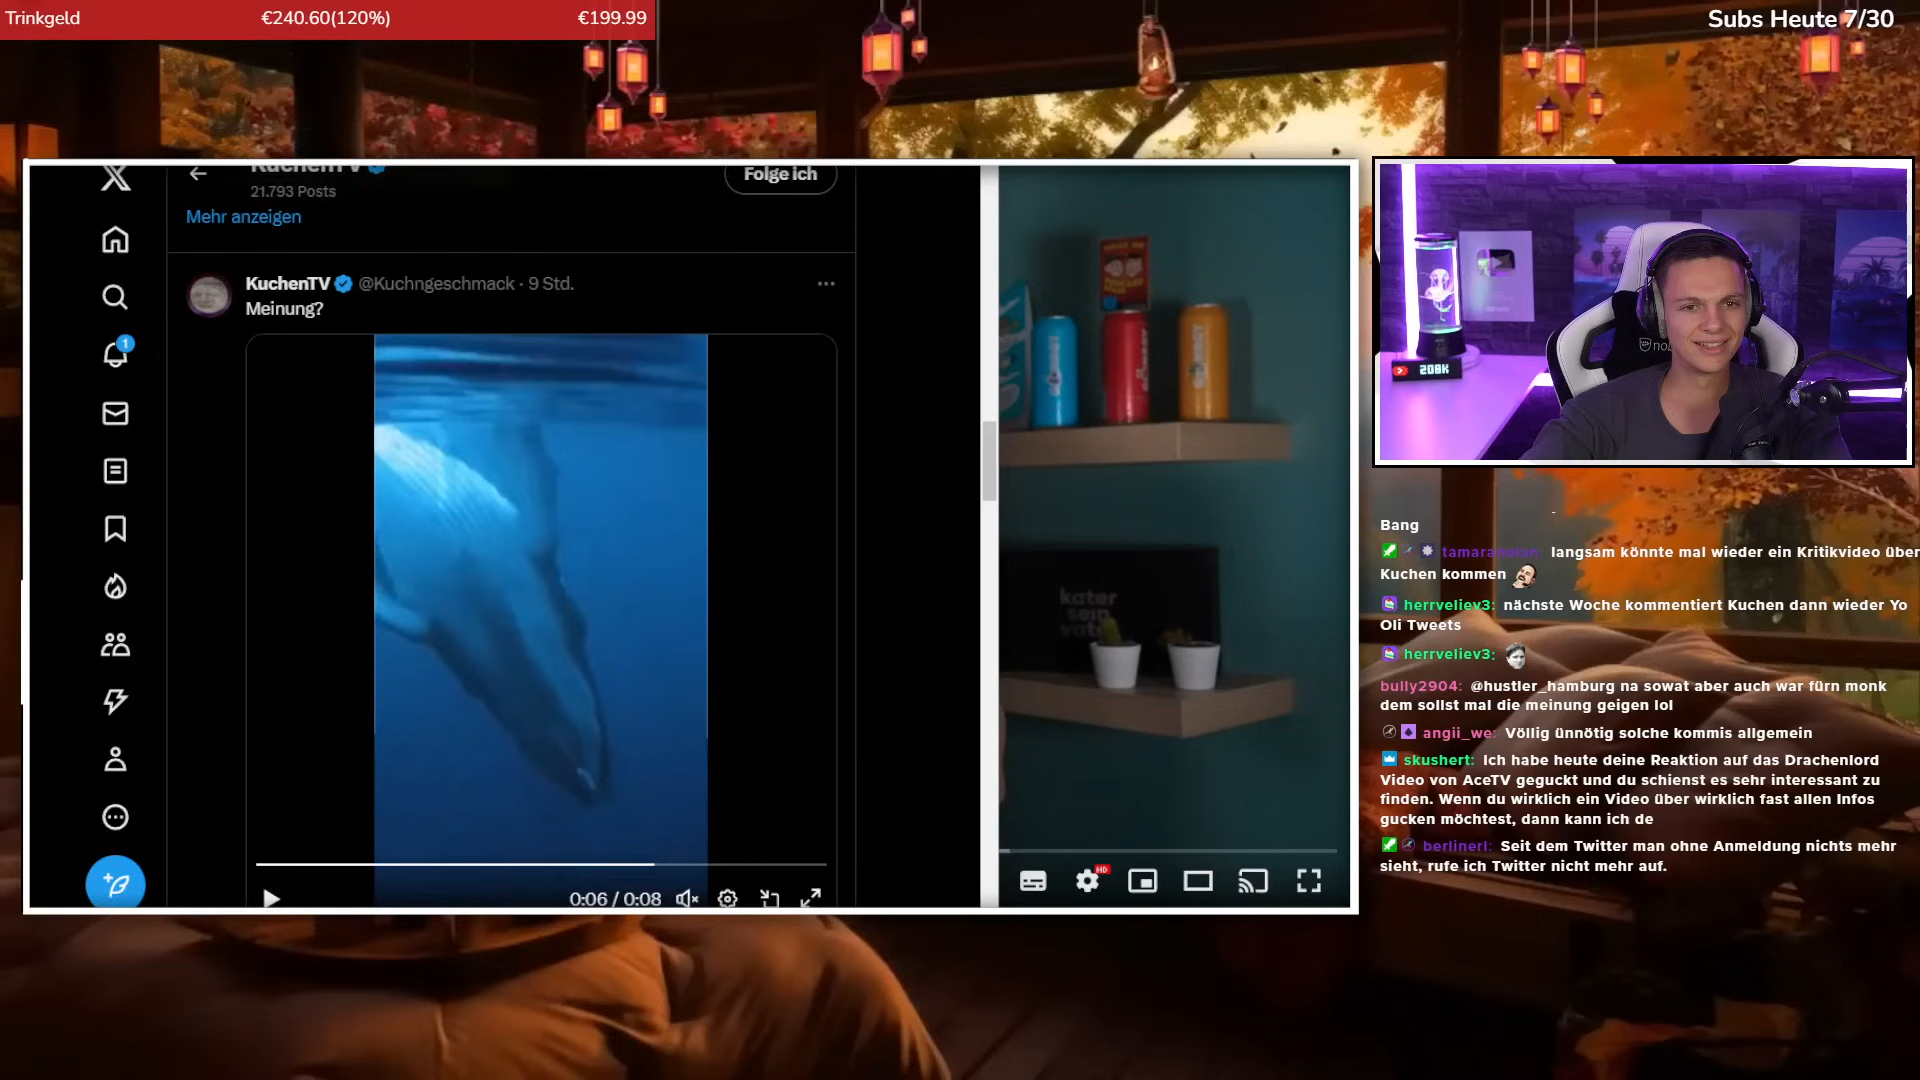 Trinkgeld €240.60(120%) €199.99
Subs Heute 7/30
KuchenTV
21.793 Posts
Folge ich
Mehr anzeigen
KuchenTV @Kuchngeschmack · 9 Std.
Meinung?
1
0:06 / 0:08
kater
sein
HD
208K
Bang
langsam könnte mal wieder ein Kritikvideo über
Kuchen kommen
herrveliev3: nächste Woche kommentiert Kuchen dann wieder Yo
Oli Tweets
herrveliev3:
bully2904: @hustler_hamburg na sowat aber auch war fürn monk
dem sollst mal die meinung geigen lol
angii_we: Völlig ünnötig solche kommis allgemein
skushert: Ich habe heute deine Reaktion auf das Drachenlord
Video von AceTV geguckt und du schienst es sehr interessant zu
finden. Wenn du wirklich ein Video über wirklich fast allen Infos
gucken möchtest, dann kann ich de
berlinerl: Seit dem Twitter man ohne Anmeldung nichts mehr
sieht, rufe ich Twitter nicht mehr auf.